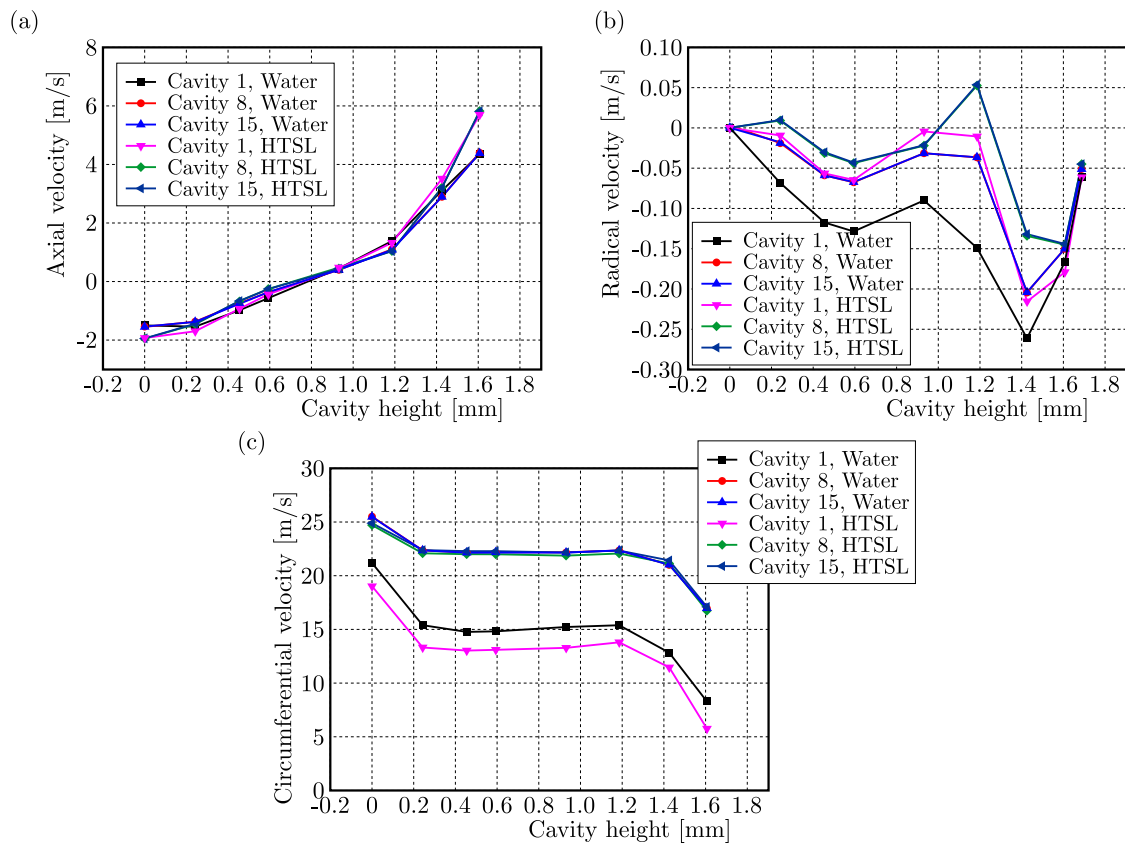 (a)
Axial velocity [m/s]
8
6
4
2
0
-2
Cavity 1, Water
Cavity 8, Water
Cavity 15, Water
Cavity 1, HTSL
Cavity 8, HTSL
Cavity 15, HTSL
-0.2 0 0.2 0.4 0.6 0.8 1.0 1.2 1.4 1.6 1.8
Cavity height [mm]
(b)
Radical velocity [m/s]
0.10
0.05
0
-0.05
-0.10
-0.15
-0.20
-0.25
-0.30
Cavity 1, Water
Cavity 8, Water
Cavity 15, Water
Cavity 1, HTSL
Cavity 8, HTSL
Cavity 15, HTSL
-0.2 0 0.2 0.4 0.6 0.8 1.0 1.2 1.4 1.6 1.8
Cavity height [mm]
(c)
Circumferential velocity [m/s]
30
25
20
15
10
5
0
Cavity 1, Water
Cavity 8, Water
Cavity 15, Water
Cavity 1, HTSL
Cavity 8, HTSL
Cavity 15, HTSL
-0.2 0 0.2 0.4 0.6 0.8 1.0 1.2 1.4 1.6 1.8
Cavity height [mm]